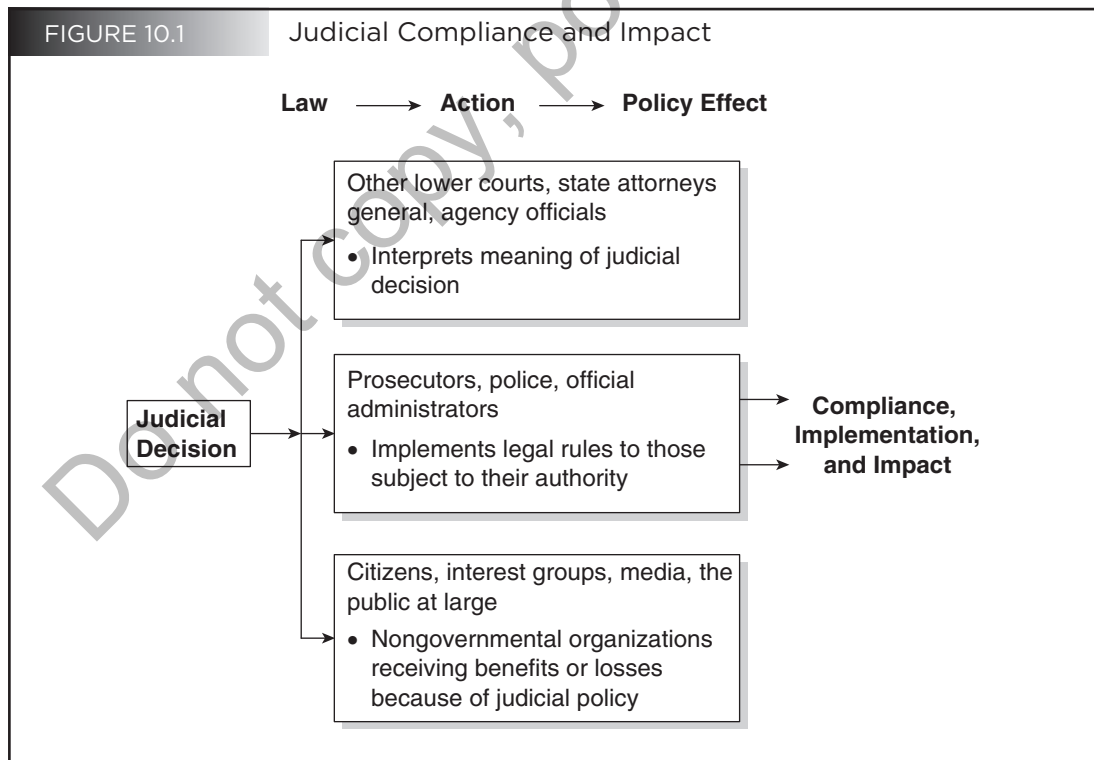 FIGURE 10.1
Judicial Compliance and Impact
Law
Action
Policy Effect
Other lower courts, state attorneys
general, agency officials
• Interprets meaning of judicial
decision
Judicial
Decision
Prosecutors, police, official
administrators
• Implements legal rules to those
subject to their authority
Compliance,
Implementation,
and Impact
Citizens, interest groups, media, the
public at large
• Nongovernmental organizations
receiving benefits or losses
because of judicial policy
Do not copy,